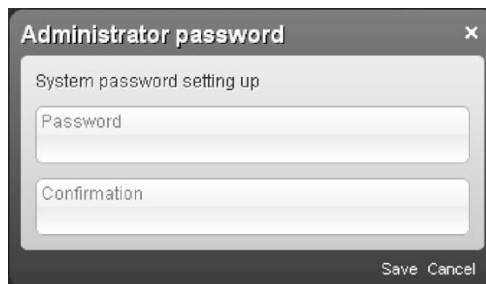 Administrator password
System password setting up
Password
Confirmation
Save Cancel